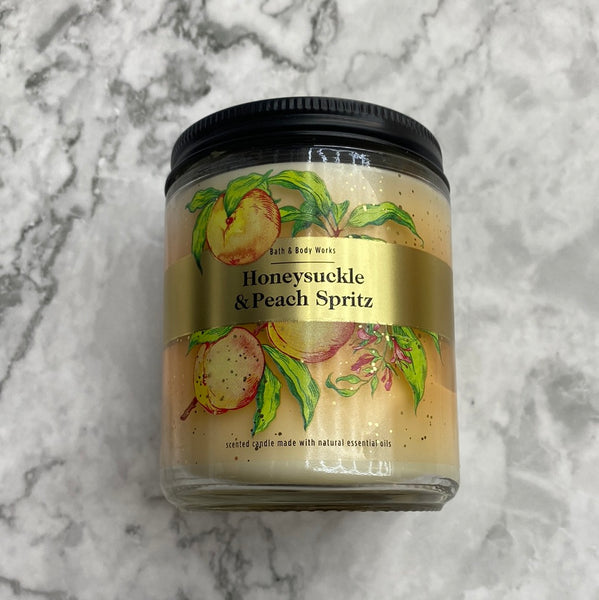 Bath & Body Works
Honeysuckle
& Peach Spritz
scented candle made with natural essential oils